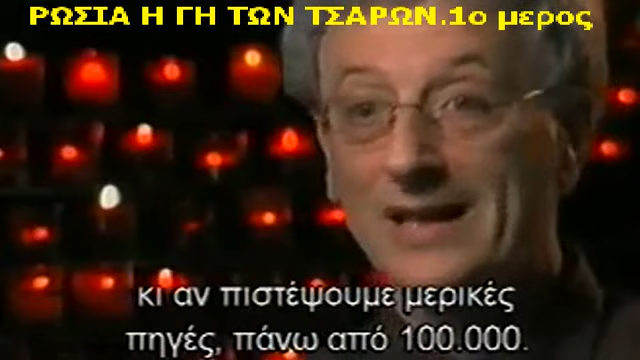 ΡΩΣΙΑ Η ΓΗ ΤΩΝ ΤΣΑΡΩΝ.1ο μερος
κι αν πιστέψουμε μερικές
πηγές, πάνω από 100.000.